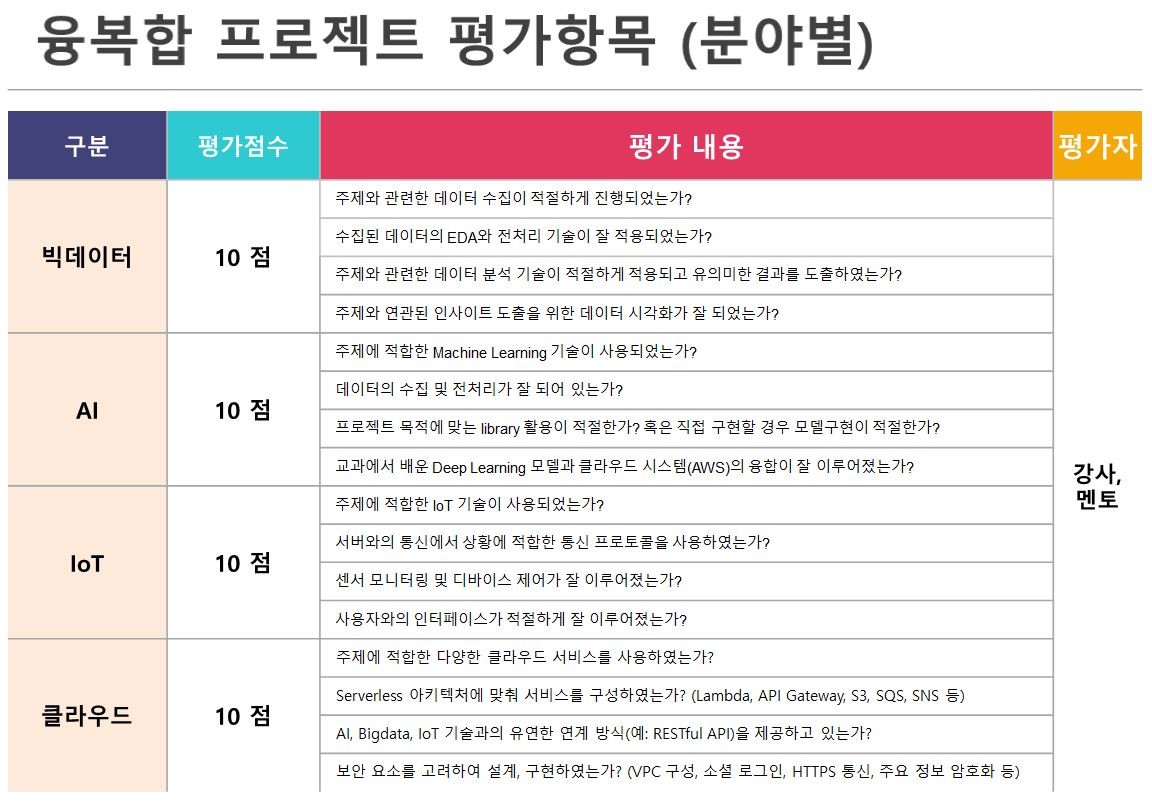 융복합 프로젝트 평가항목 (분야별)
구분 평가점수 평가 내용 평가자
빅데이터 10 점
주제와 관련한 데이터 수집이 적절하게 진행되었는가?
수집된 데이터의 EDA와 전처리 기술이 잘 적용되었는가?
주제와 관련한 데이터 분석 기술이 적절하게 적용되고 유의미한 결과를 도출하였는가?
주제와 연관된 인사이트 도출을 위한 데이터 시각화가 잘 되었는가?
AI 10 점
주제에 적합한 Machine Learning 기술이 사용되었는가?
데이터의 수집 및 전처리가 잘 되어 있는가?
프로젝트 목적에 맞는 library 활용이 적절한가? 혹은 직접 구현할 경우 모델구현이 적절한가?
교과에서 배운 Deep Learning 모델과 클라우드 시스템(AWS)의 융합이 잘 이루어졌는가?
IoT 10 점
주제에 적합한 IoT 기술이 사용되었는가?
서버와의 통신에서 상황에 적합한 통신 프로토콜을 사용하였는가?
센서 모니터링 및 디바이스 제어가 잘 이루어졌는가?
사용자와의 인터페이스가 적절하게 잘 이루어졌는가?
클라우드 10 점
주제에 적합한 다양한 클라우드 서비스를 사용하였는가?
Serverless 아키텍처에 맞춰 서비스를 구성하였는가? (Lambda, API Gateway, S3, SQS, SNS 등)
AI, Bigdata, IoT 기술과의 유연한 연계 방식(예: RESTful API)을 제공하고 있는가?
보안 요소를 고려하여 설계, 구현하였는가? (VPC 구성, 소셜 로그인, HTTPS 통신, 주요 정보 암호화 등)
강사,
멘토